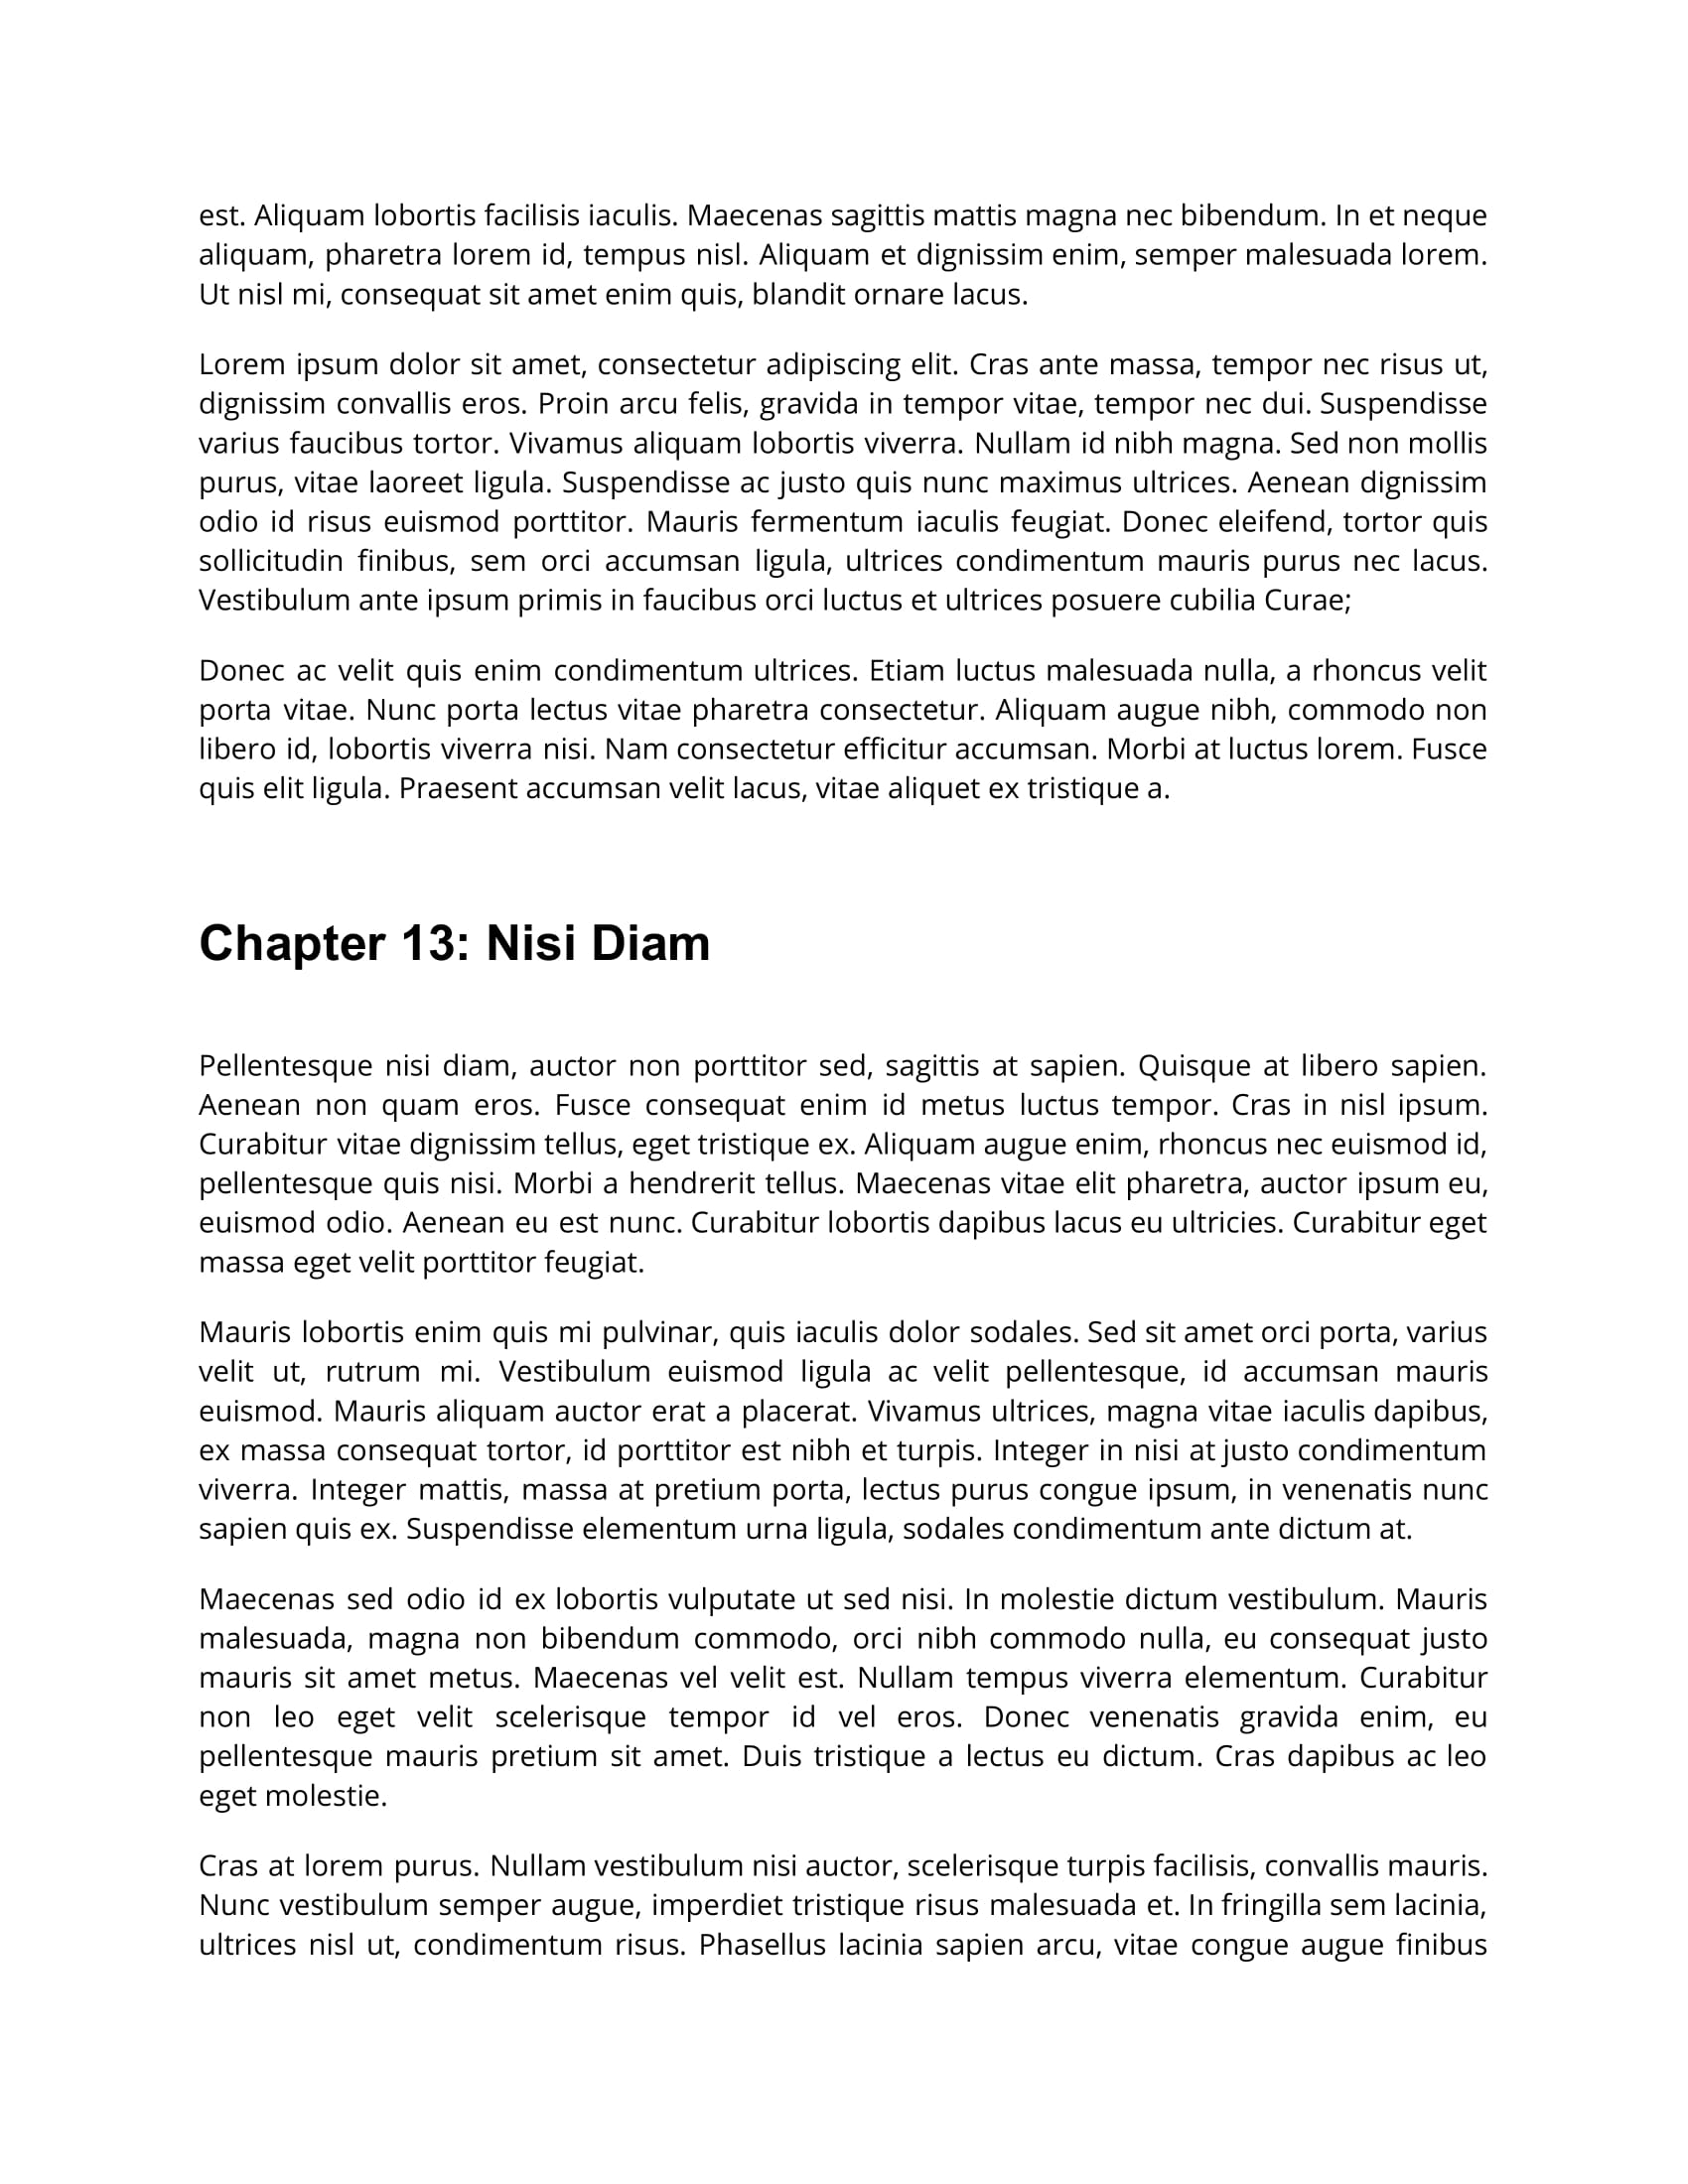 est. Aliquam lobortis facilisis iaculis. Maecenas sagittis mattis magna nec bibendum. In et neque
aliquam, pharetra lorem id, tempus nisl. Aliquam et dignissim enim, semper malesuada lorem.
Ut nisl mi, consequat sit amet enim quis, blandit ornare lacus.
Lorem ipsum dolor sit amet, consectetur adipiscing elit. Cras ante massa, tempor nec risus ut,
dignissim convallis eros. Proin arcu felis, gravida in tempor vitae, tempor nec dui. Suspendisse
varius faucibus tortor. Vivamus aliquam lobortis viverra. Nullam id nibh magna. Sed non mollis
purus, vitae laoreet ligula. Suspendisse ac justo quis nunc maximus ultrices. Aenean dignissim
odio id risus euismod porttitor. Mauris fermentum iaculis feugiat. Donec eleifend, tortor quis
sollicitudin finibus, sem orci accumsan ligula, ultrices condimentum mauris purus nec lacus.
Vestibulum ante ipsum primis in faucibus orci luctus et ultrices posuere cubilia Curae;
Donec ac velit quis enim condimentum ultrices. Etiam luctus malesuada nulla, a rhoncus velit
porta vitae. Nunc porta lectus vitae pharetra consectetur. Aliquam augue nibh, commodo non
libero id, lobortis viverra nisi. Nam consectetur efficitur accumsan. Morbi at luctus lorem. Fusce
quis elit ligula. Praesent accumsan velit lacus, vitae aliquet ex tristique a.
Chapter 13: Nisi Diam
Pellentesque nisi diam, auctor non porttitor sed, sagittis at sapien. Quisque at libero sapien.
Aenean non quam eros. Fusce consequat enim id metus luctus tempor. Cras in nisl ipsum.
Curabitur vitae dignissim tellus, eget tristique ex. Aliquam augue enim, rhoncus nec euismod id,
pellentesque quis nisi. Morbi a hendrerit tellus. Maecenas vitae elit pharetra, auctor ipsum eu,
euismod odio. Aenean eu est nunc. Curabitur lobortis dapibus lacus eu ultricies. Curabitur eget
massa eget velit porttitor feugiat.
Mauris lobortis enim quis mi pulvinar, quis iaculis dolor sodales. Sed sit amet orci porta, varius
velit ut, rutrum mi. Vestibulum euismod ligula ac velit pellentesque, id accumsan mauris
euismod. Mauris aliquam auctor erat a placerat. Vivamus ultrices, magna vitae iaculis dapibus,
ex massa consequat tortor, id porttitor est nibh et turpis. Integer in nisi at justo condimentum
viverra. Integer mattis, massa at pretium porta, lectus purus congue ipsum, in venenatis nunc
sapien quis ex. Suspendisse elementum urna ligula, sodales condimentum ante dictum at.
Maecenas sed odio id ex lobortis vulputate ut sed nisi. In molestie dictum vestibulum. Mauris
malesuada, magna non bibendum commodo, orci nibh commodo nulla, eu consequat justo
mauris sit amet metus. Maecenas vel velit est. Nullam tempus viverra elementum. Curabitur
non leo eget velit scelerisque tempor id vel eros. Donec venenatis gravida enim, eu
pellentesque mauris pretium sit amet. Duis tristique a lectus eu dictum. Cras dapibus ac leo
eget molestie.
Cras at lorem purus. Nullam vestibulum nisi auctor, scelerisque turpis facilisis, convallis mauris.
Nunc vestibulum semper augue, imperdiet tristique risus malesuada et. In fringilla sem lacinia,
ultrices nisl ut, condimentum risus. Phasellus lacinia sapien arcu, vitae congue augue finibus